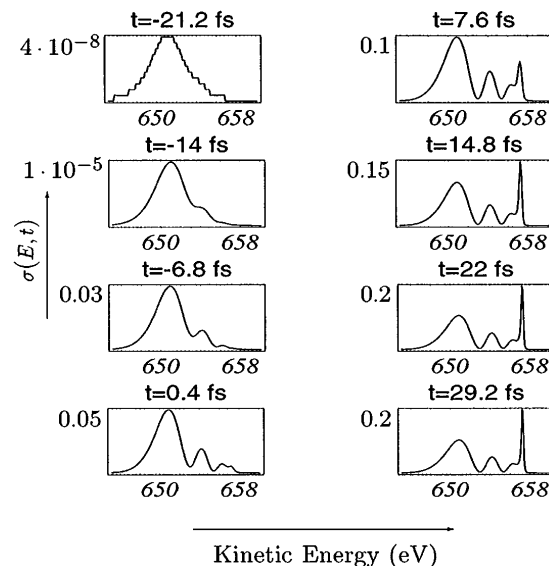 t=-21.2 fs
4 · 10⁻⁸
650 658
t=-14 fs
1 · 10⁻⁵
650 658
t=-6.8 fs
0.03
650 658
t=0.4 fs
0.05
650 658
t=7.6 fs
0.1
650 658
t=14.8 fs
0.15
650 658
t=22 fs
0.2
650 658
t=29.2 fs
0.2
650 658
σ(E, t)
Kinetic Energy (eV)